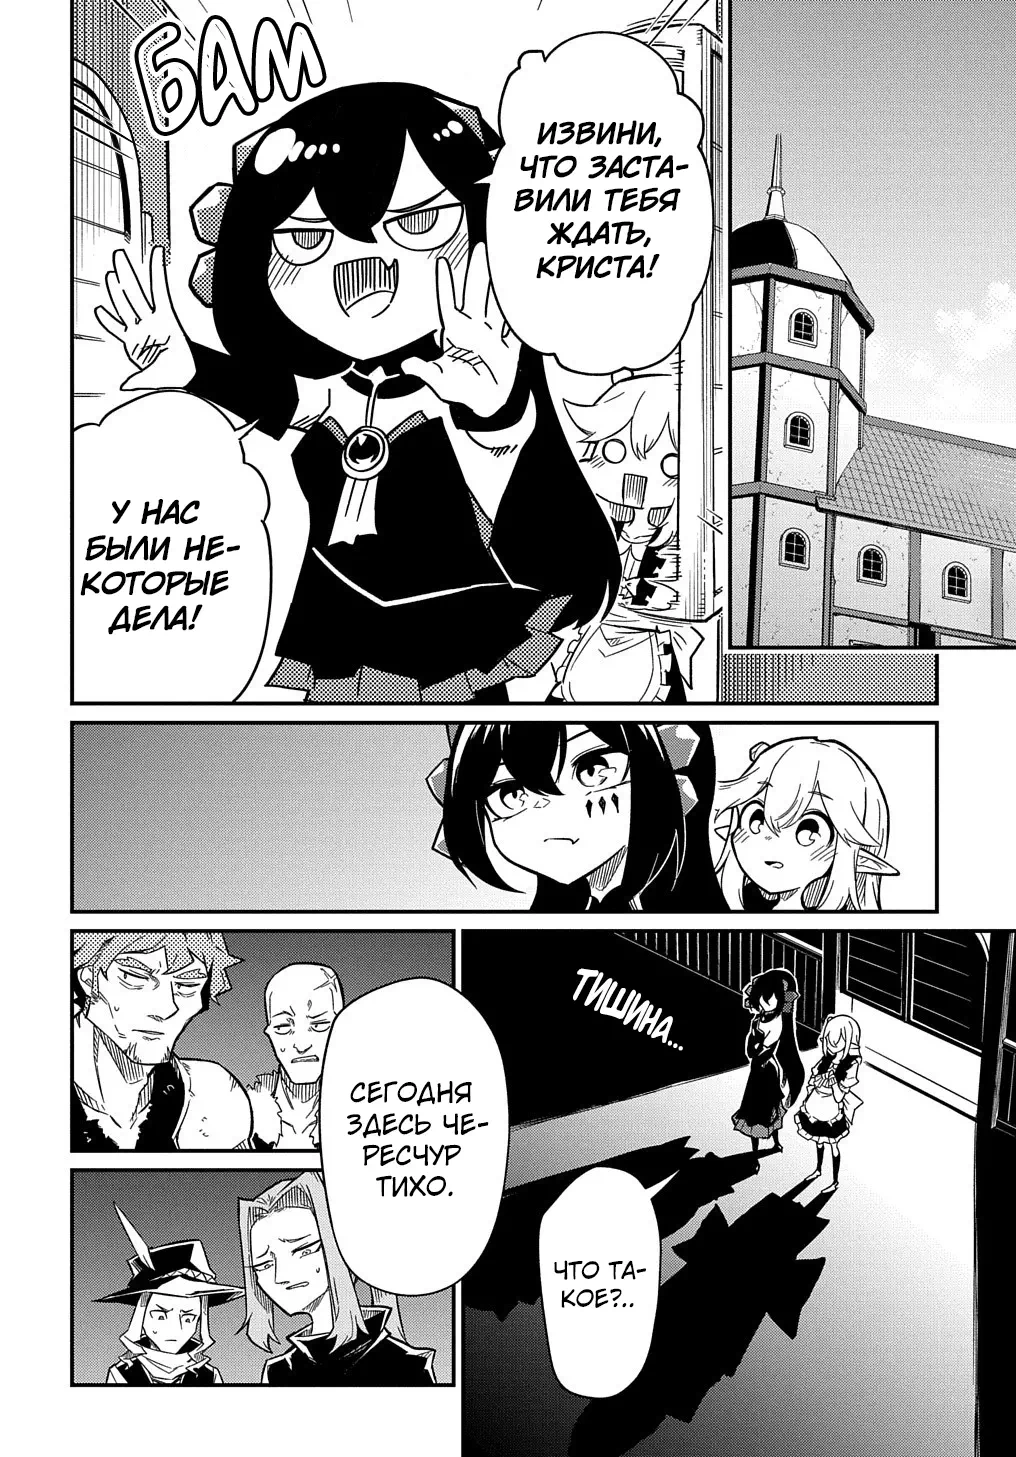 ИЗВИНИ,
ЧТО ЗАСТА-
ВИЛИ ТЕБЯ
ЖДАТЬ,
КРИСТА!
БАМ
У НАС
БЫЛИ НЕ-
КОТОРЫЕ
ДЕЛА!
ТИШИНА...
ЧТО ТА-
КОЕ?..
СЕГОДНЯ
ЗДЕСЬ ЧЕ-
РЕСЧУР
ТИХО.